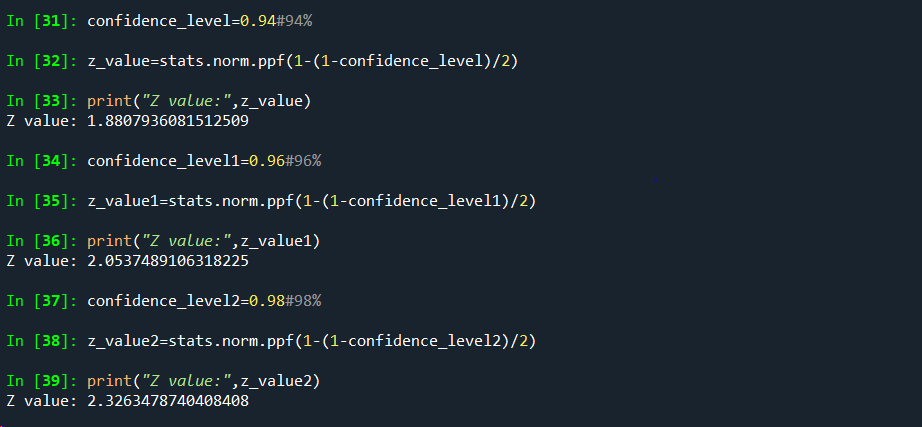 In [31]: confidence_level=0.94#94%
In [32]: z_value=stats.norm.ppf(1-(1-confidence_level)/2)
In [33]: print("Z value:",z_value)
Z value: 1.8807936081512509
In [34]: confidence_level1=0.96#96%
In [35]: z_value1=stats.norm.ppf(1-(1-confidence_level1)/2)
In [36]: print("Z value:",z_value1)
Z value: 2.0537489106318225
In [37]: confidence_level2=0.98#98%
In [38]: z_value2=stats.norm.ppf(1-(1-confidence_level2)/2)
In [39]: print("Z value:",z_value2)
Z value: 2.3263478740408408